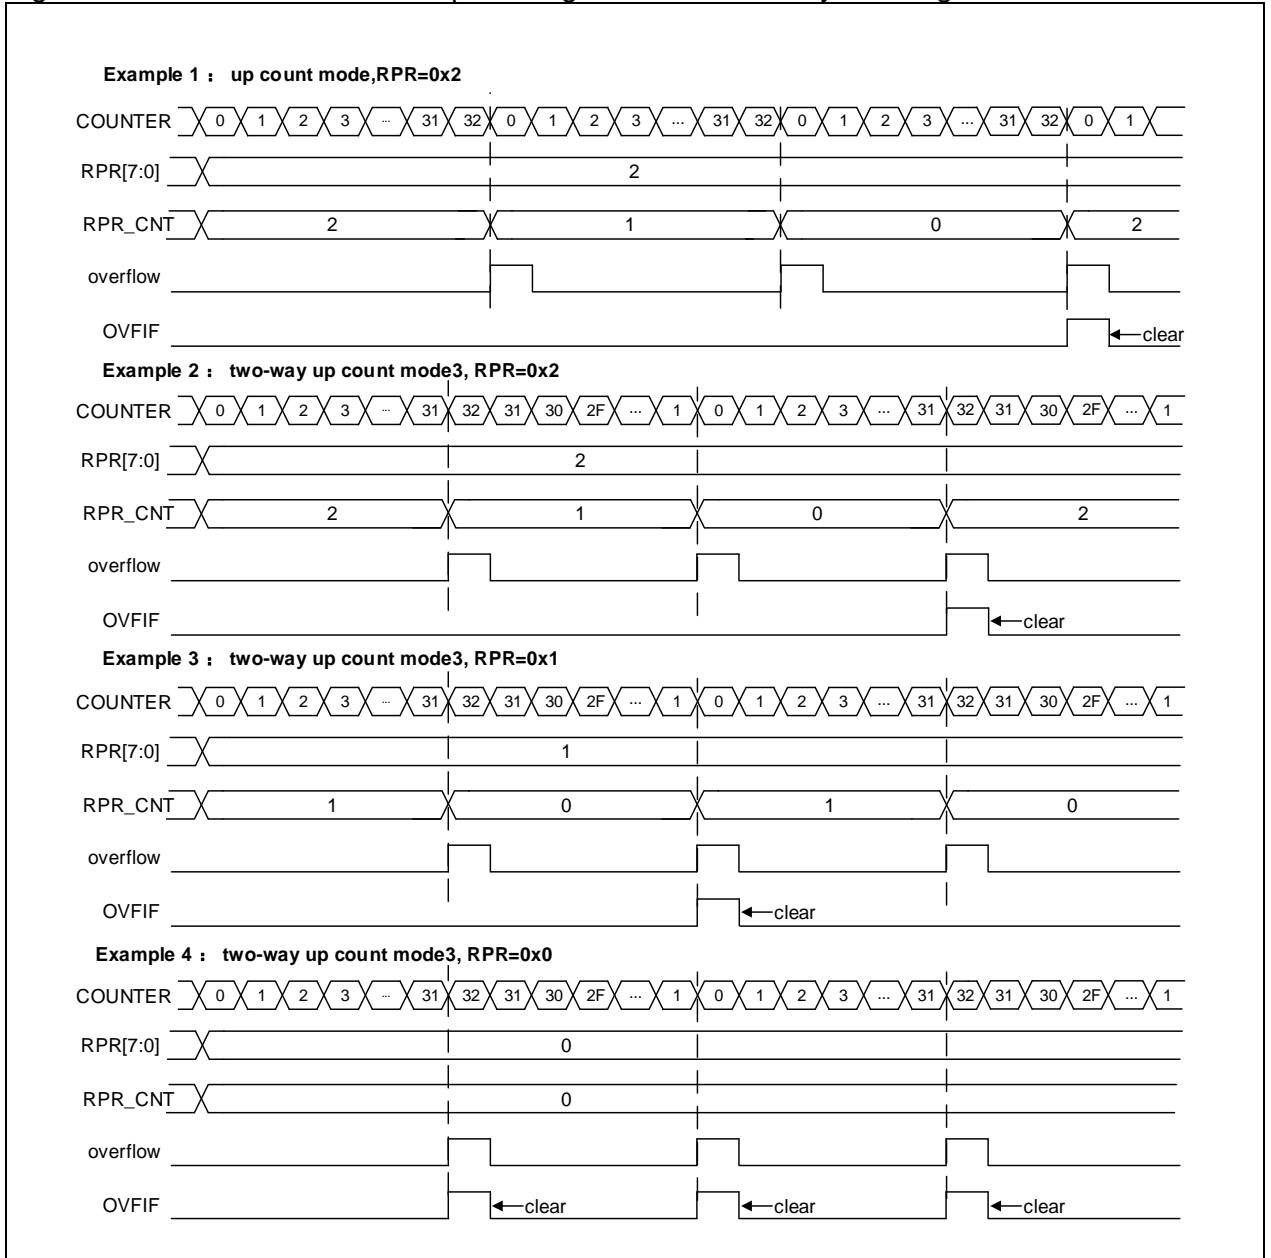 Example 1 ： up count mode,RPR=0x2
COUNTER 0 1 2 3 ... 31 32 0 1 2 3 ... 31 32 0 1 2 3 ... 31 32 0 1
RPR[7:0] 2
RPR_CNT 2 1 0 2
overflow
OVFIF clear
Example 2 ： two-way up count mode3, RPR=0x2
COUNTER 0 1 2 3 ... 31 32 31 30 2F ... 1 0 1 2 3 ... 31 32 31 30 2F ... 1
RPR[7:0] 2
RPR_CNT 2 1 0 2
overflow
OVFIF clear
Example 3 ： two-way up count mode3, RPR=0x1
COUNTER 0 1 2 3 ... 31 32 31 30 2F ... 1 0 1 2 3 ... 31 32 31 30 2F ... 1
RPR[7:0] 1
RPR_CNT 1 0 1 0
overflow
OVFIF clear
Example 4 ： two-way up count mode3, RPR=0x0
COUNTER 0 1 2 3 ... 31 32 31 30 2F ... 1 0 1 2 3 ... 31 32 31 30 2F ... 1
RPR[7:0] 0
RPR_CNT 0
overflow
OVFIF clear clear clear